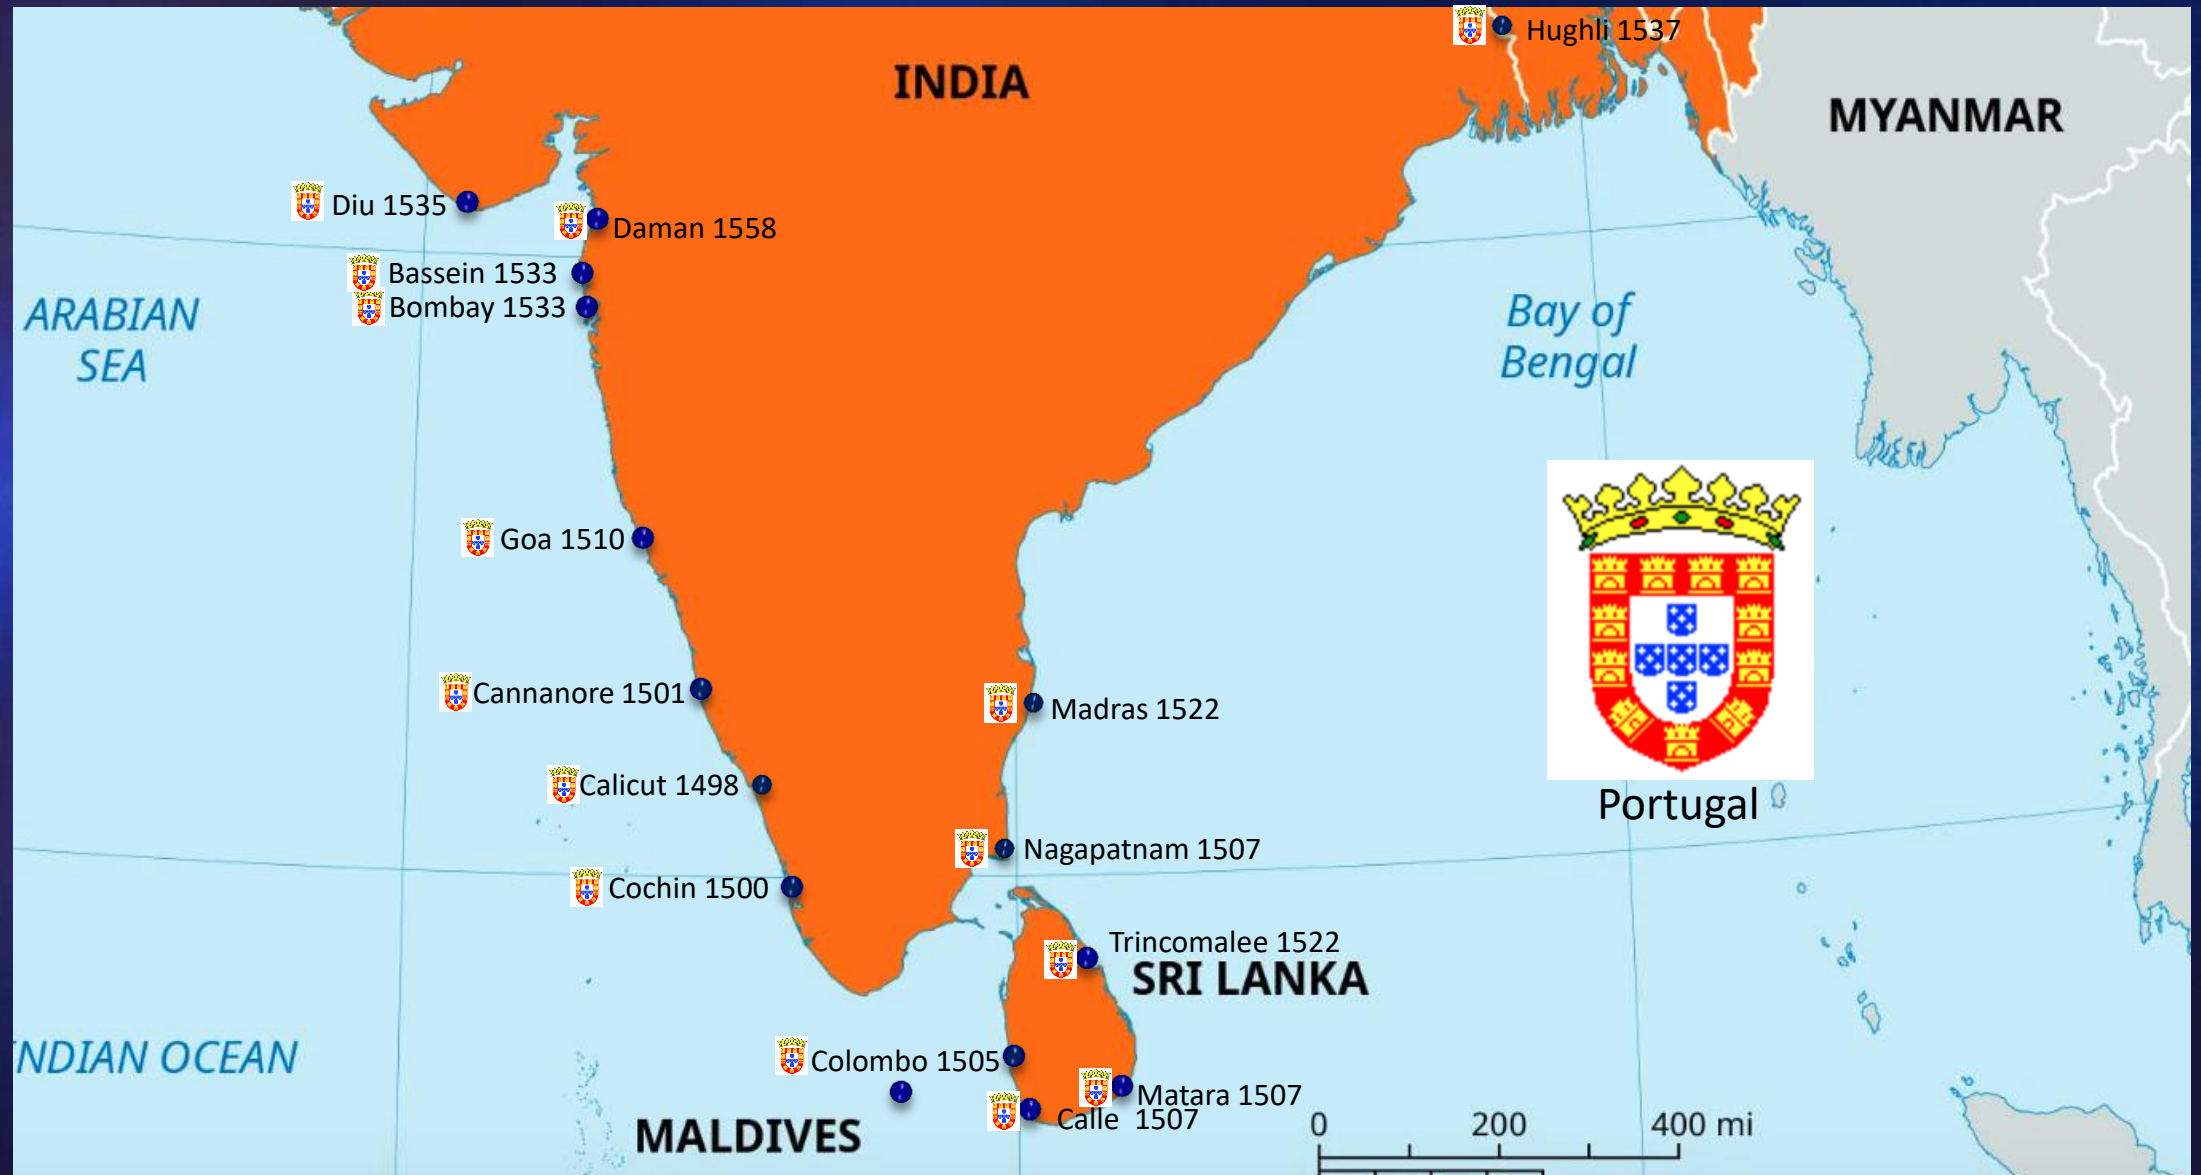 Hughli 1537
INDIA
MYANMAR
Diu 1535
Daman 1558
Bassein 1533
Bombay 1533
ARABIAN
SEA
Bay of
Bengal
Goa 1510
Cannanore 1501
Madras 1522
Calicut 1498
Portugal
Nagapatnam 1507
Cochin 1500
Trincomalee 1522
SRI LANKA
NDIAN OCEAN
Colombo 1505
Matara 1507
Calle 1507
MALDIVES
0 200 400 mi